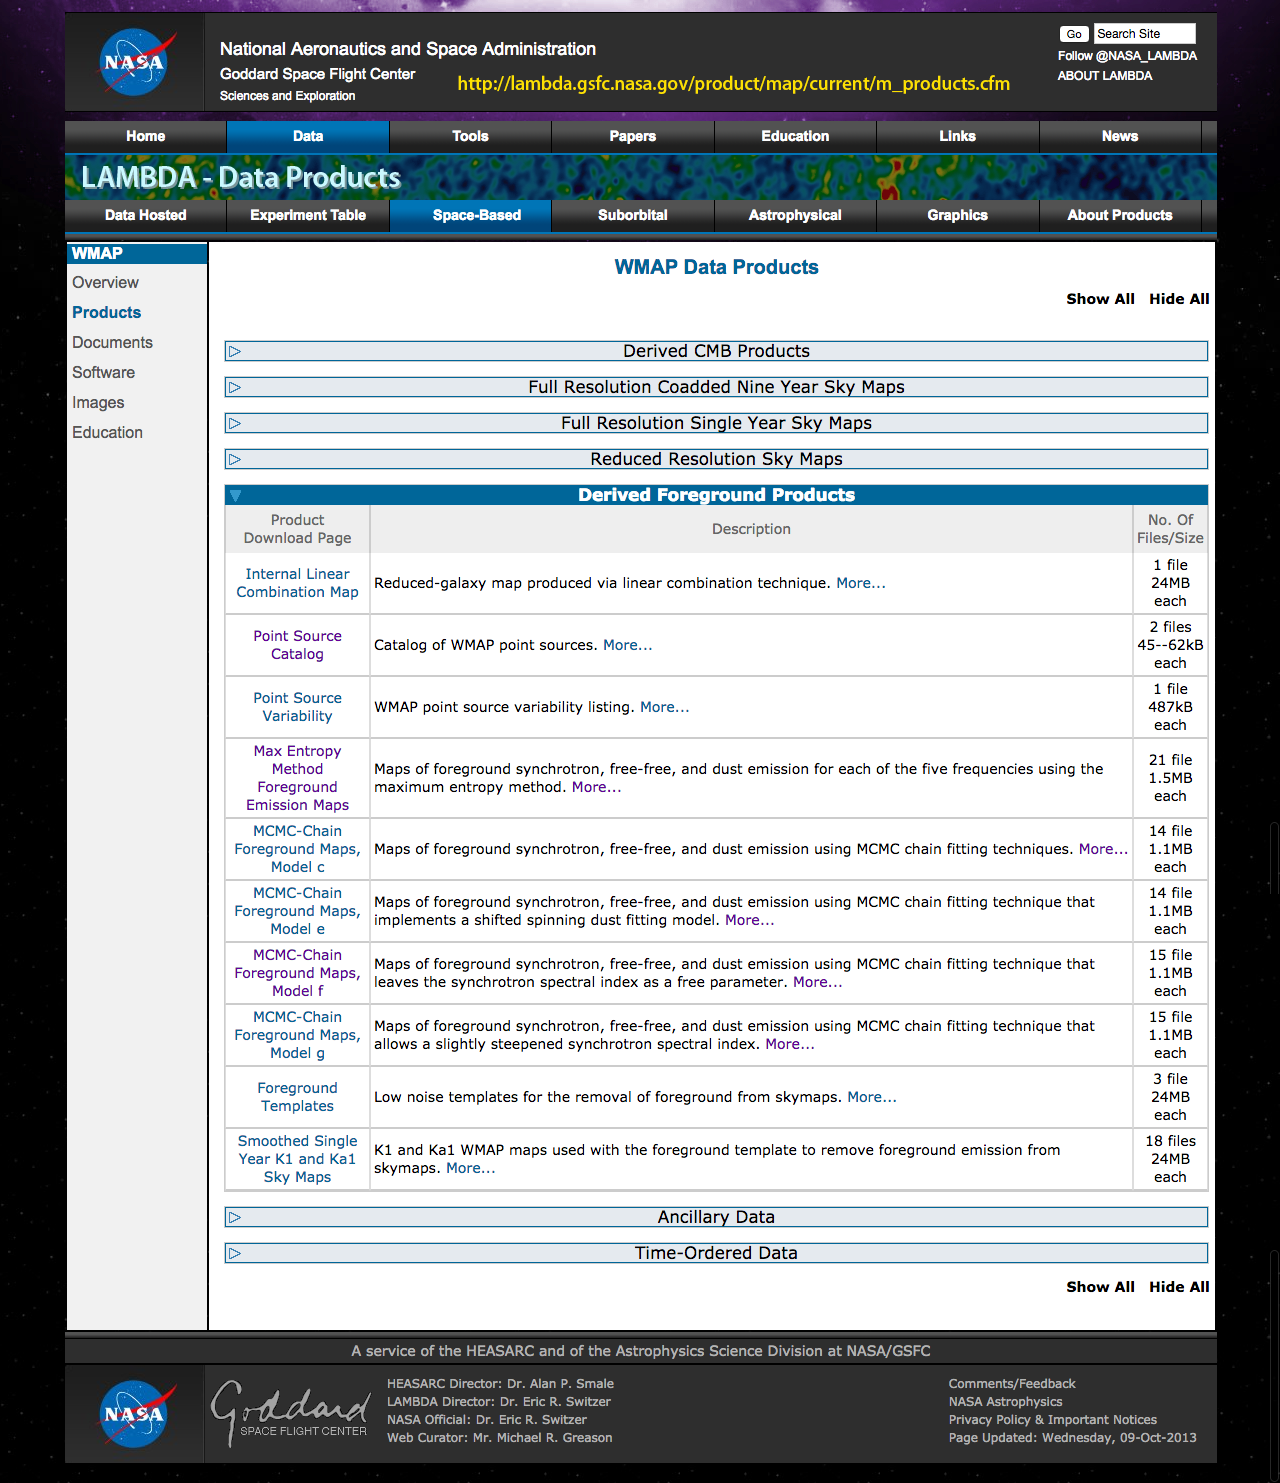 NASA
National Aeronautics and Space Administration
Goddard Space Flight Center
Sciences and Exploration
http://lambda.gsfc.nasa.gov/product/map/current/m_products.cfm
Go Search Site
Follow @NASA_LAMBDA
ABOUT LAMBDA
Home Data Tools Papers Education Links News
LAMBDA - Data Products
Data Hosted Experiment Table Space-Based Suborbital Astrophysical Graphics About Products
WMAP
Overview
Products
Documents
Software
Images
Education
WMAP Data Products
Show All Hide All
Derived CMB Products
Full Resolution Coadded Nine Year Sky Maps
Full Resolution Single Year Sky Maps
Reduced Resolution Sky Maps
Derived Foreground Products
Product
Download Page
Description
No. Of
Files/Size
Internal Linear
Combination Map
Reduced-galaxy map produced via linear combination technique. More...
1 file
24MB
each
Point Source
Catalog
Catalog of WMAP point sources. More...
2 files
45--62kB
each
Point Source
Variability
WMAP point source variability listing. More...
1 file
487kB
each
Max Entropy
Method
Foreground
Emission Maps
Maps of foreground synchrotron, free-free, and dust emission for each of the five frequencies using the
maximum entropy method. More...
21 file
1.5MB
each
MCMC-Chain
Foreground Maps,
Model c
Maps of foreground synchrotron, free-free, and dust emission using MCMC chain fitting techniques. More...
14 file
1.1MB
each
MCMC-Chain
Foreground Maps,
Model e
Maps of foreground synchrotron, free-free, and dust emission using MCMC chain fitting technique that
implements a shifted spinning dust fitting model. More...
14 file
1.1MB
each
MCMC-Chain
Foreground Maps,
Model f
Maps of foreground synchrotron, free-free, and dust emission using MCMC chain fitting technique that
leaves the synchrotron spectral index as a free parameter. More...
15 file
1.1MB
each
MCMC-Chain
Foreground Maps,
Model g
Maps of foreground synchrotron, free-free, and dust emission using MCMC chain fitting technique that
allows a slightly steepened synchrotron spectral index. More...
15 file
1.1MB
each
Foreground
Templates
Low noise templates for the removal of foreground from skymaps. More...
3 file
24MB
each
Smoothed Single
Year K1 and Ka1
Sky Maps
K1 and Ka1 WMAP maps used with the foreground template to remove foreground emission from
skymaps. More...
18 files
24MB
each
Ancillary Data
Time-Ordered Data
Show All Hide All
A service of the HEASARC and of the Astrophysics Science Division at NASA/GSFC
NASA
Goddard
SPACE FLIGHT CENTER
HEASARC Director: Dr. Alan P. Smale
LAMBDA Director: Dr. Eric R. Switzer
NASA Official: Dr. Eric R. Switzer
Web Curator: Mr. Michael R. Greason
Comments/Feedback
NASA Astrophysics
Privacy Policy & Important Notices
Page Updated: Wednesday, 09-Oct-2013